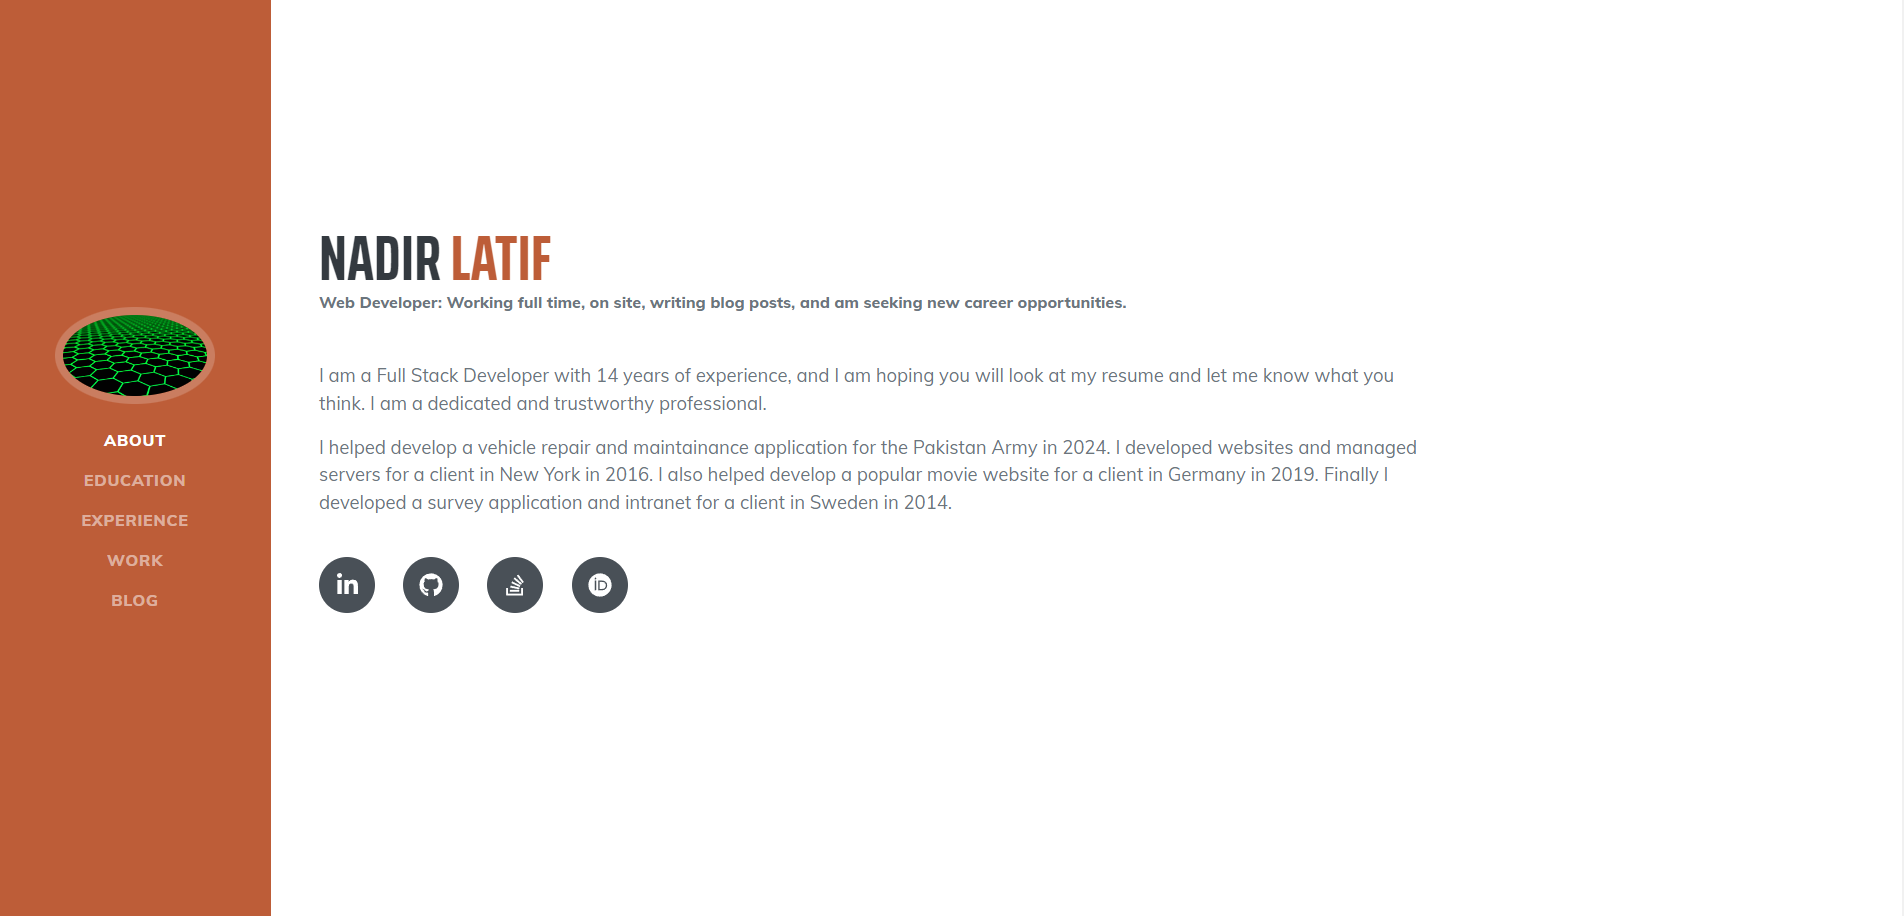 ABOUT
EDUCATION
EXPERIENCE
WORK
BLOG
NADIR LATIF
Web Developer: Working full time, on site, writing blog posts, and am seeking new career opportunities.
I am a Full Stack Developer with 14 years of experience, and I am hoping you will look at my resume and let me know what you
think. I am a dedicated and trustworthy professional.
I helped develop a vehicle repair and maintainance application for the Pakistan Army in 2024. I developed websites and managed
servers for a client in New York in 2016. I also helped develop a popular movie website for a client in Germany in 2019. Finally I
developed a survey application and intranet for a client in Sweden in 2014.
in
iD